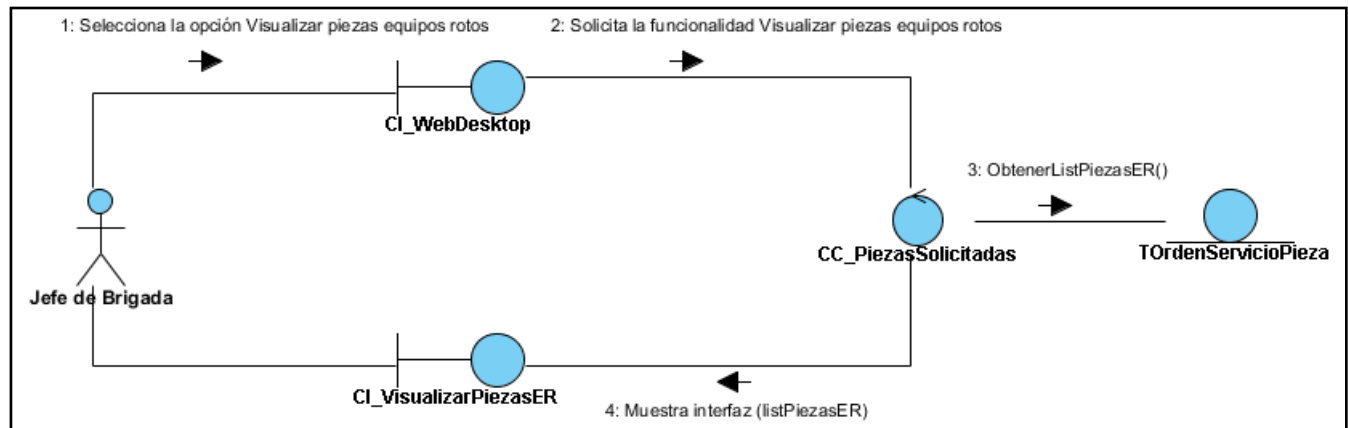 1: Selecciona la opción Visualizar piezas equipos rotos
2: Solicita la funcionalidad Visualizar piezas equipos rotos
CI_WebDesktop
3: ObtenerListPiezasER()
CC_PiezasSolicitadas
TOrdenServicioPieza
Jefe de Brigada
CI_VisualizarPiezasER
4: Muestra interfaz (listPiezasER)